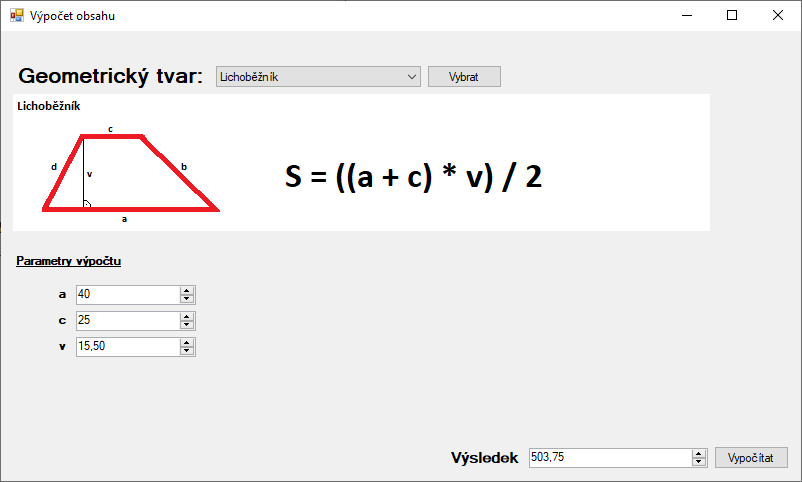 Výpočet obsahu
Geometrický tvar: Lichoběžník Vybrat
Lichoběžník
c
d b
v
a
S = ((a + c) * v) / 2
Parametry výpočtu
a 40
c 25
v 15,50
Výsledek 503,75 Vypočítat